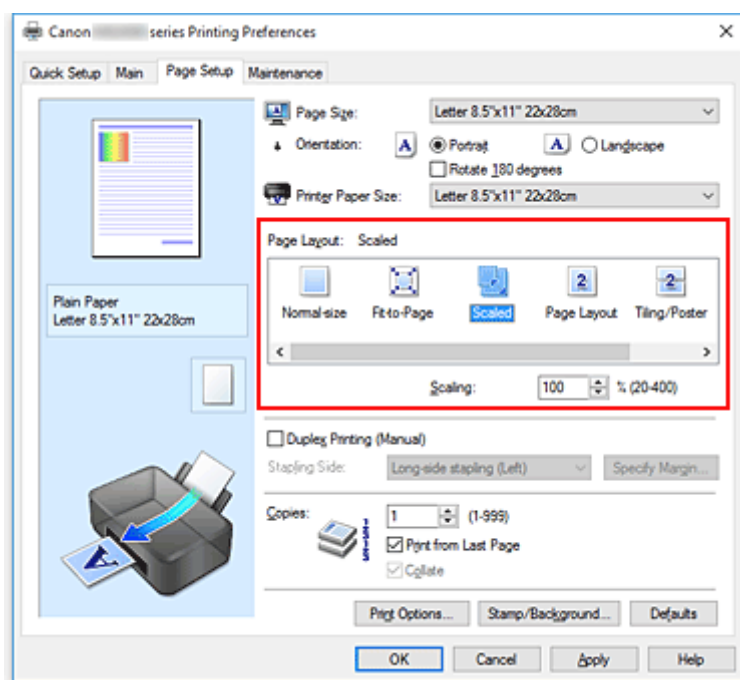 Canon series Printing Preferences
Quick Setup Main Page Setup Maintenance
Page Size: Letter 8.5"x11" 22x28cm
Orientation: A Portrait A Landscape
Rotate 180 degrees
Printer Paper Size: Letter 8.5"x11" 22x28cm
Page Layout: Scaled
2 2
Normal-size Fit-to-Page Scaled Page Layout Tiling/Poster
Scaling: 100 % (20-400)
Plain Paper
Letter 8.5"x11" 22x28cm
A
Duplex Printing (Manual)
Stapling Side: Long-side stapling (Left) Specify Margin...
Copies: 1 (1-999)
Print from Last Page
Collate
Print Options... Stamp/Background... Defaults
OK Cancel Apply Help